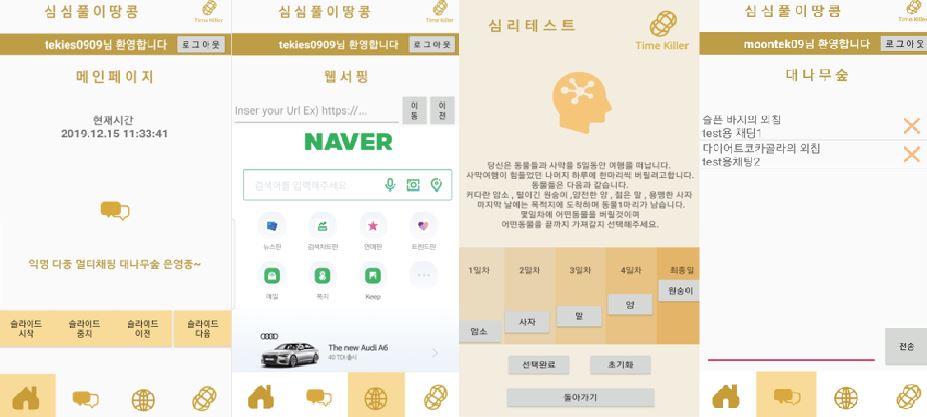 심심풀이땅콩
Time Killer
tekies0909님 환영합니다
로그아웃
메인페이지
현재시간
2019.12.15 11:33:41
익명 다중 멀티채팅 대나무숲 운영중~
슬라이드
시작
슬라이드
중지
슬라이드
이전
슬라이드
다음
심심풀이땅콩
Time Killer
tekies0909님 환영합니다
로그아웃
웹서핑
Inser your Url Ex) https://...
이
동
이
전
NAVER
검색어를 입력해주세요.
뉴스판
검색차트판
연예판
트렌드판
메일
쪽지
Keep
The new Audi A6
40 TDI 출시
심리테스트
Time Killer
당신은 동물들과 사막을 5일동안 여행을 떠납니다.
사막여행이 힘들었던 나머지 하루에 한마리씩 버릴려고합니다.
동물들은 다음과 같습니다.
커다란 암소 , 털야긴 원숭이 ,얌전한 양 , 젊은 말 , 용맹한 사자
마지막 날에는 목적지에 도착하며 동물1마리가 남습니다.
몇일차에 어떤동물을 버릴것이며
어떤동물을 끝까지 가져갈지 선택해주세요.
1일차
2일차
3일차
4일차
최종일
암소
사자
말
양
원숭이
선택완료
초기화
돌아가기
심심풀이땅콩
Time Killer
moontek09님 환영합니다
로그아웃
대나무숲
슬픈 바지의 외침
test용 채팅1
다이어트코카콜라의 외침
test용채팅2
전송